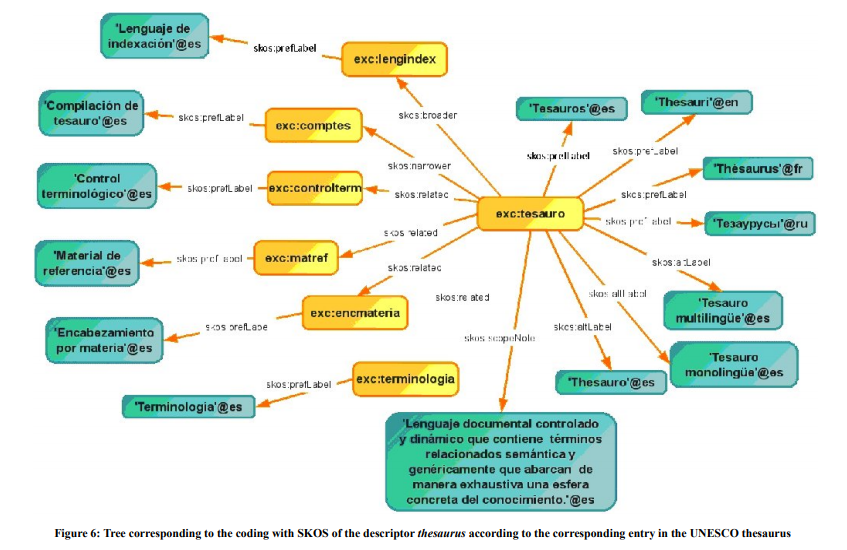 'Lenguaje de
indexación'@es
skos:prefLabel
exc:lengindex
'Compilación de
tesauro'@es
skos:prefLabel
exc:comptes
skos:broader
'Tesauros'@es
'Thesauri'@en
skos:prefLabel
skos:prefLabel
skos:narrower
'Control
terminológico'@es
skos:prefLabel
exc:controlterm
skos:related
'Thésaurus'@fr
skos:prefLabel
exc:tesauro
skos:prefLabel
'Тезаурусы'@ru
'Material de
referencia'@es
skos:prefLabel
exc:matref
skos:related
skos:related
skos:altLabel
'Tesauro
multilingüe'@es
'Encabezamiento
por materia'@es
skos:prefLabel
exc:encmateria
skos:related
skos:altLabel
skos:altLabel
skos:scopeNote
'Tesauro
monolingüe'@es
'Terminologia'@es
skos:prefLabel
exc:terminologia
'Thesauro'@es
'Lenguaje documental controlado
y dinámico que contiene términos
relacionados semántica y
genéricamente que abarcan de
manera exhaustiva una esfera
concreta del conocimiento.'@es
Figure 6: Tree corresponding to the coding with SKOS of the descriptor thesaurus according to the corresponding entry in the UNESCO thesaurus